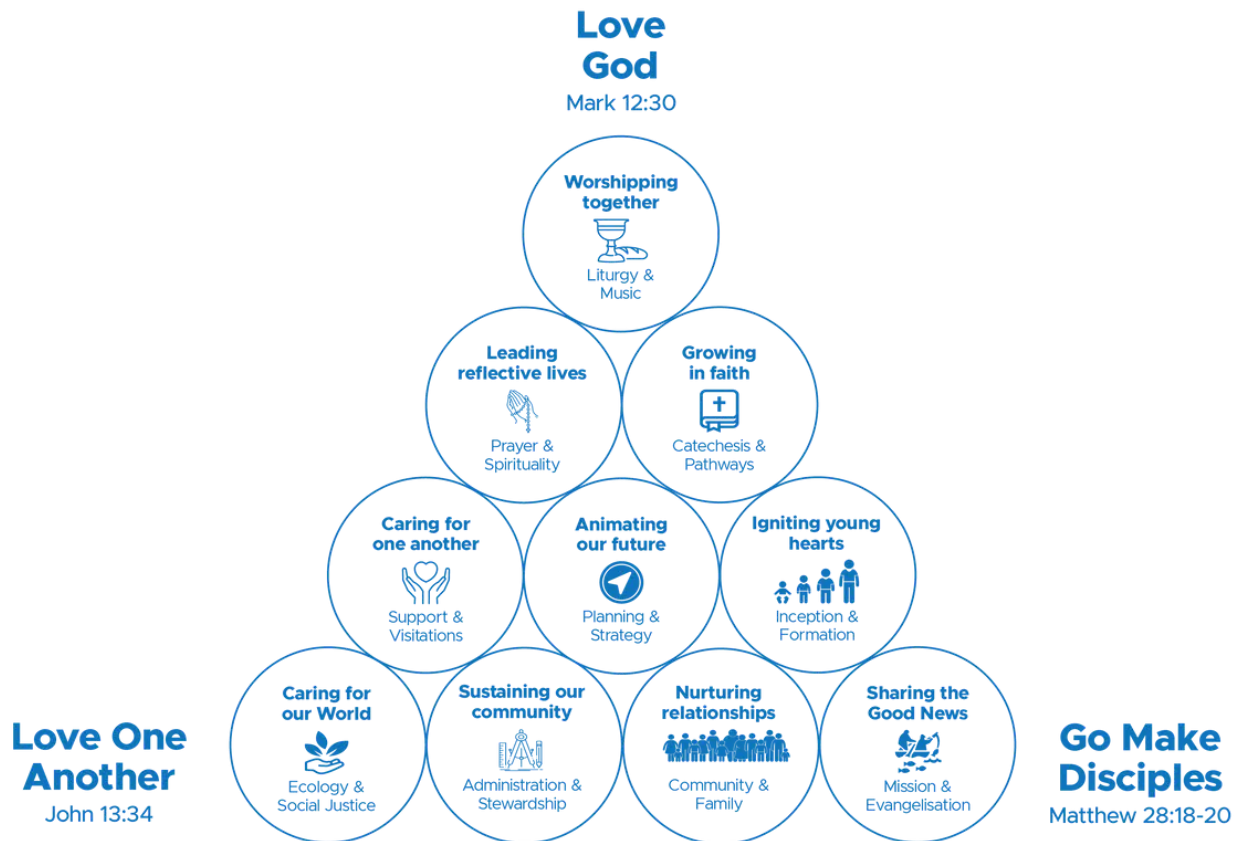 Love
God
Mark 12:30
Worshipping
together
Liturgy &
Music
Leading
reflective lives
Prayer &
Spirituality
Growing
in faith
Catechesis &
Pathways
Caring for
one another
Support &
Visitations
Animating
our future
Planning &
Strategy
Igniting young
hearts
Inception &
Formation
Caring for
our World
Ecology &
Social Justice
Sustaining our
community
Administration &
Stewardship
Nurturing
relationships
Community &
Family
Sharing the
Good News
Mission &
Evangelisation
Love One
Another
John 13:34
Go Make
Disciples
Matthew 28:18-20